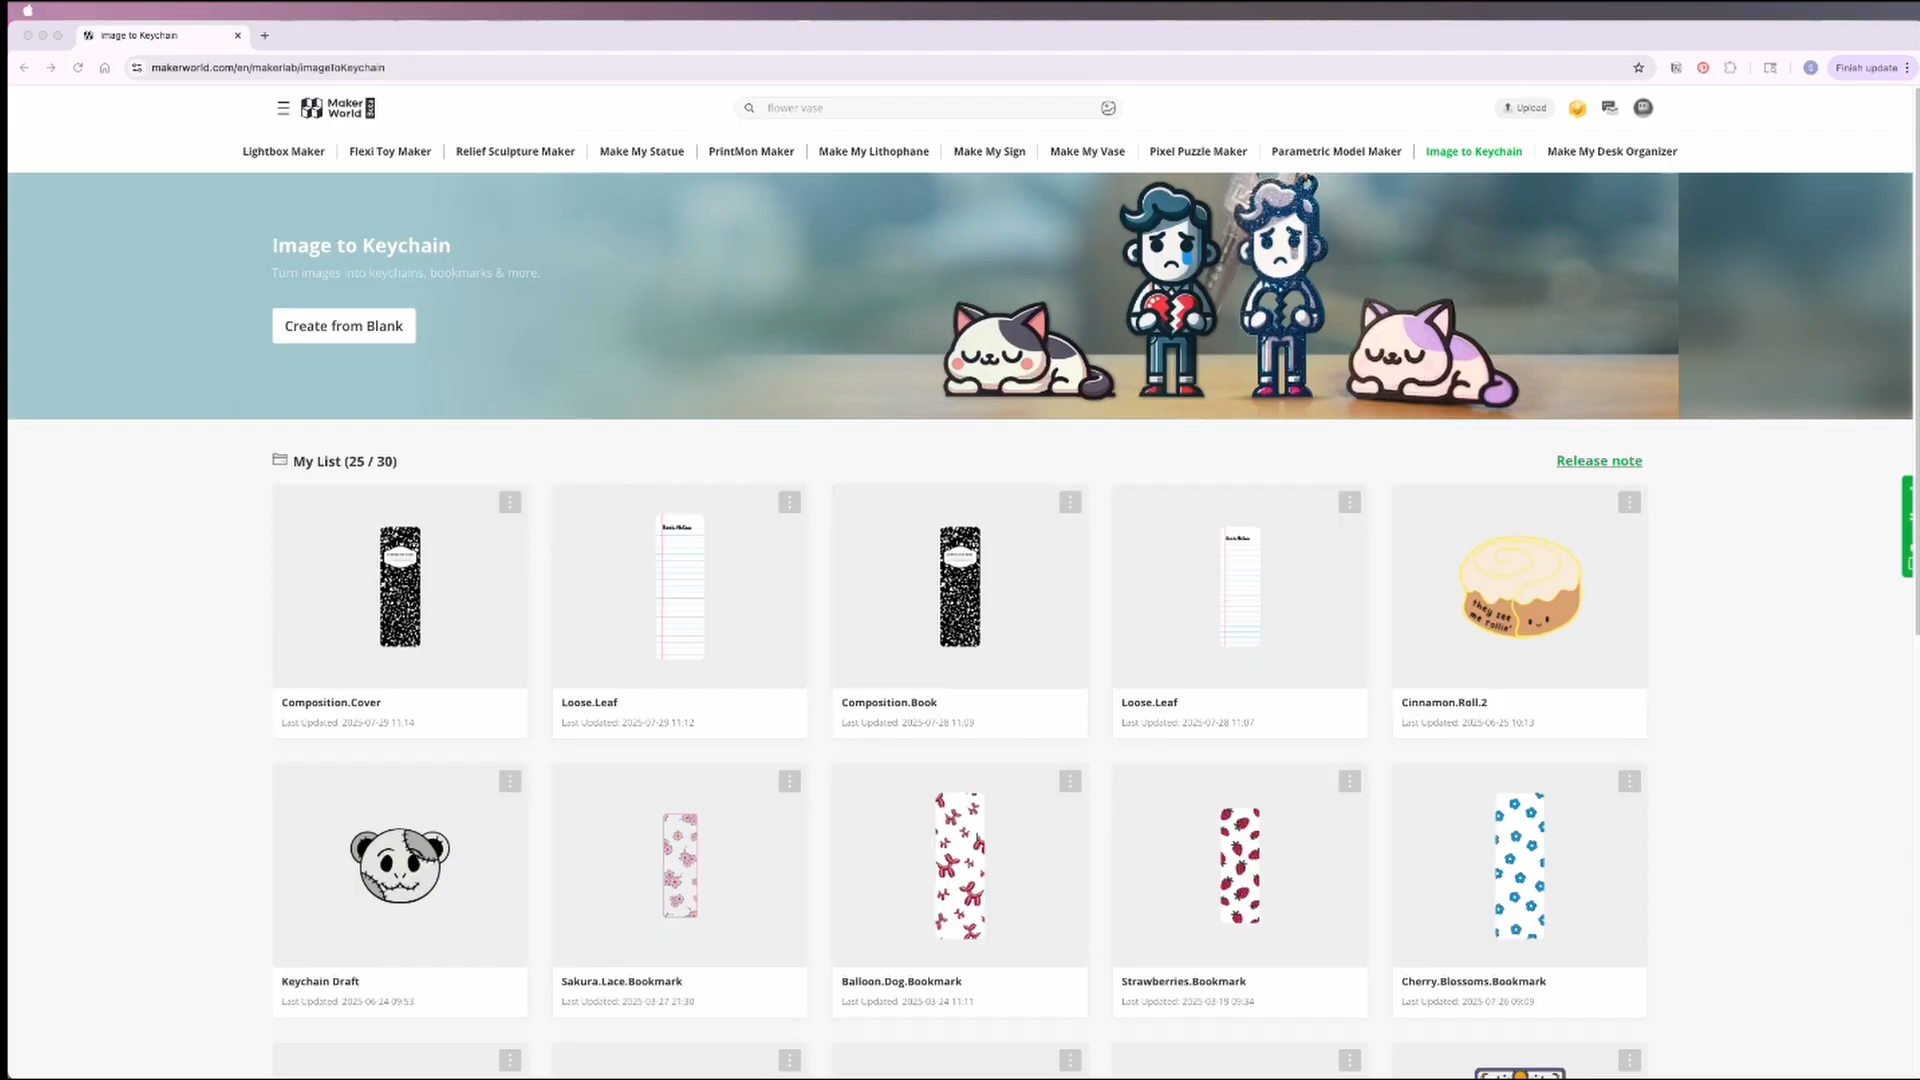 Image to Keychain
makerworld.com/en/makerlab/imageToKeychain
Finish update
Maker World Beta
flower vase
Upload
Lightbox Maker
Flexi Toy Maker
Relief Sculpture Maker
Make My Statue
PrintMon Maker
Make My Lithophane
Make My Sign
Make My Vase
Pixel Puzzle Maker
Parametric Model Maker
Image to Keychain
Make My Desk Organizer
Image to Keychain
Turn images into keychains, bookmarks & more.
Create from Blank
My List (25 / 30)
Release note
they see
me rollin'
Composition.Cover
Last Updated: 2025-07-29 11:14
Loose.Leaf
Last Updated: 2025-07-29 11:12
Composition.Book
Last Updated: 2025-07-28 11:09
Loose.Leaf
Last Updated: 2025-07-28 11:07
Cinnamon.Roll.2
Last Updated: 2025-06-25 10:13
Keychain Draft
Last Updated: 2025-06-24 09:53
Sakura.Lace.Bookmark
Last Updated: 2025-03-27 21:30
Balloon.Dog.Bookmark
Last Updated: 2025-03-24 11:11
Strawberries.Bookmark
Last Updated: 2025-03-19 09:34
Cherry.Blossoms.Bookmark
Last Updated: 2025-07-26 09:09